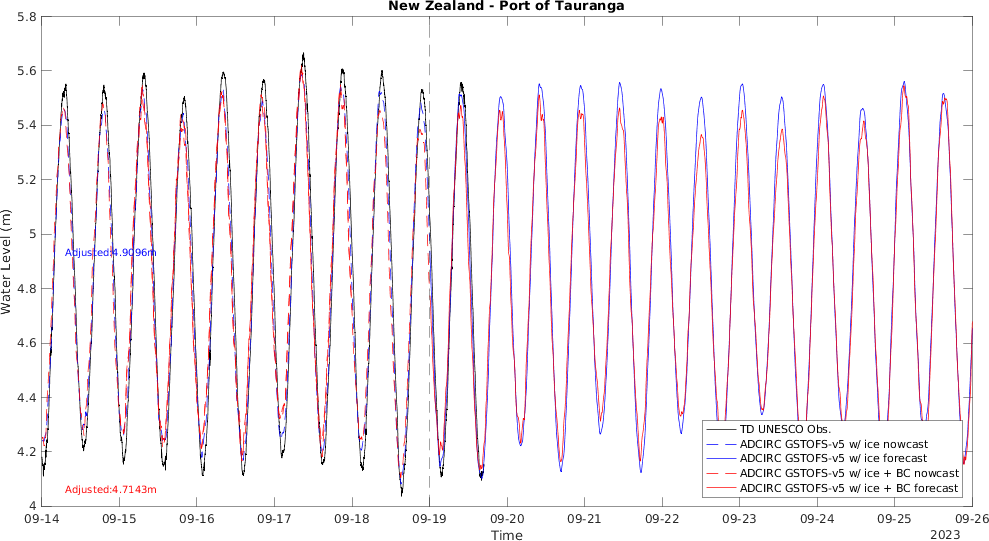 New Zealand - Port of Tauranga
5.8
5.6
5.4
5.2
5
4.8
4.6
4.4
4.2
4
Water Level (m)
Adjusted:4.9096m
Adjusted:4.7143m
TD UNESCO Obs.
ADCIRC GSTOFS-v5 w/ ice nowcast
ADCIRC GSTOFS-v5 w/ ice forecast
ADCIRC GSTOFS-v5 w/ ice + BC nowcast
ADCIRC GSTOFS-v5 w/ ice + BC forecast
09-14 09-15 09-16 09-17 09-18 09-19 09-20 09-21 09-22 09-23 09-24 09-25 09-26
Time
2023